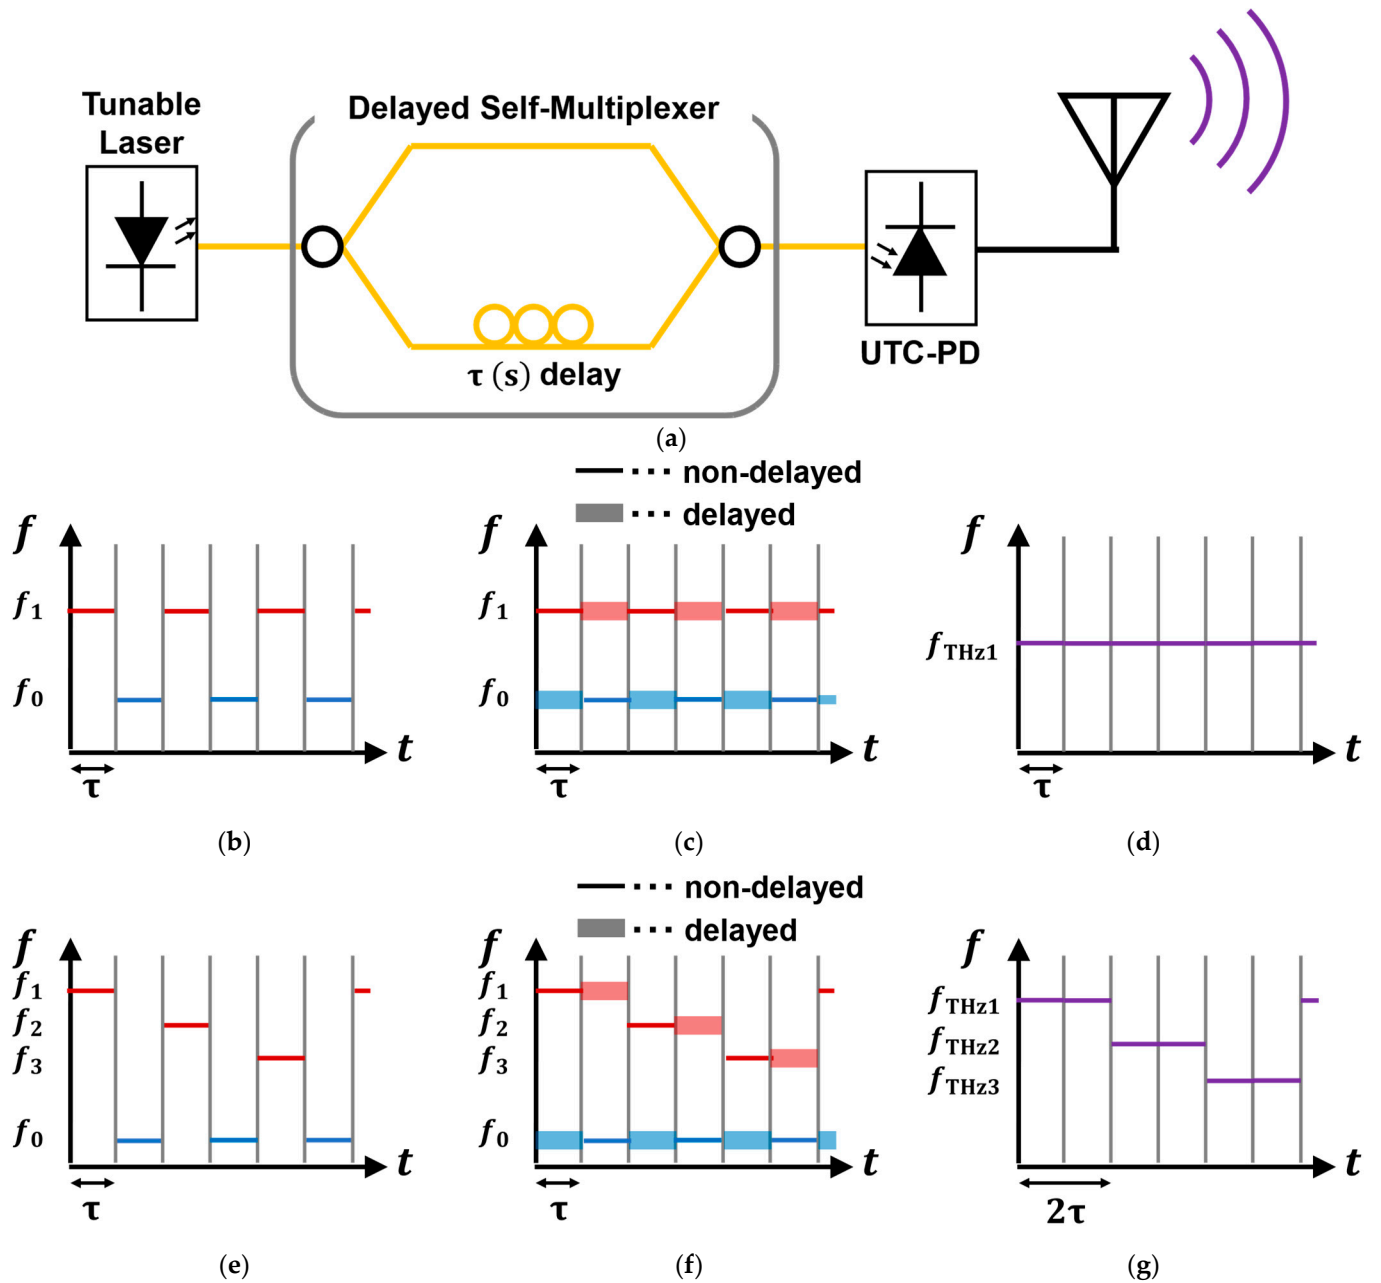 Tunable
Laser
Delayed Self-Multiplexer
τ (s) delay
UTC-PD
(a)
non-delayed
delayed
f
f1
f0
t
τ
(b)
f
f1
f0
t
τ
(c)
f
fTHz1
t
τ
(d)
non-delayed
delayed
f
f1
f2
f3
f0
t
τ
(e)
f
f1
f2
f3
f0
t
τ
(f)
f
fTHz1
fTHz2
fTHz3
t
2τ
(g)